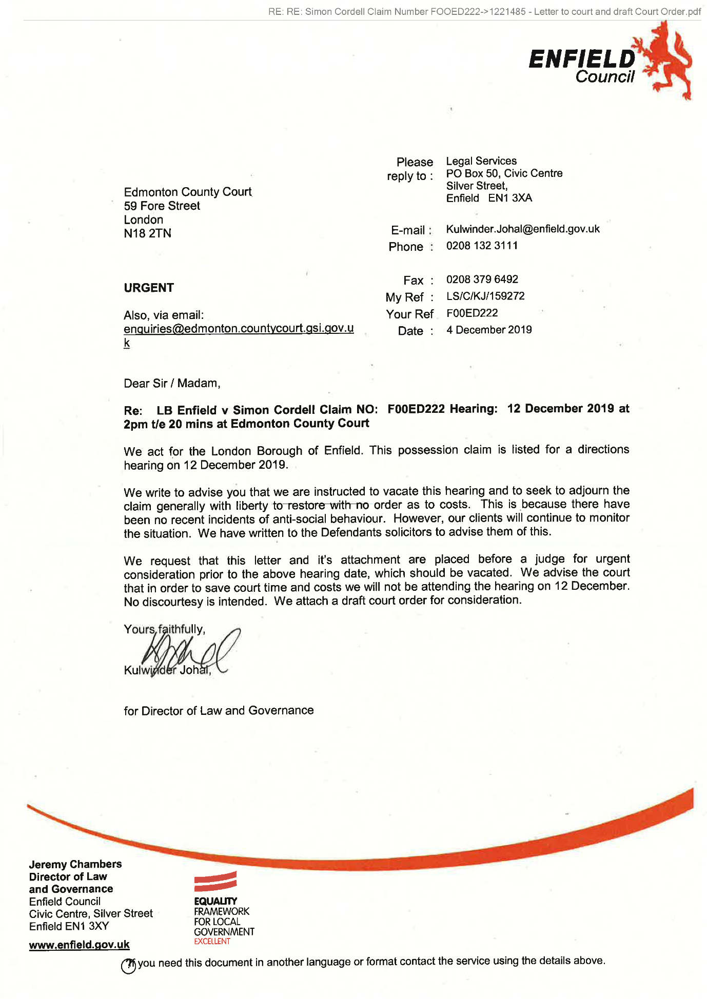 RE: RE: Simon Cordell Claim Number FOOED222->1221485 - Letter to court and draft Court Order.pdf
ENFIELD
Council
Please reply to :
Legal Services
PO Box 50, Civic Centre
Silver Street,
Enfield EN1 3XA
Edmonton County Court
59 Fore Street
London
N18 2TN
E-mail : Kulwinder.Johal@enfield.gov.uk
Phone : 0208 132 3111
Fax : 0208 379 6492
My Ref : LS/C/KJ/159272
Your Ref F00ED222
Date : 4 December 2019
URGENT
Also, via email:
enquiries@edmonton.countycourt.gsi.gov.u
k
Dear Sir / Madam,
Re: LB Enfield v Simon Cordell Claim NO: F00ED222 Hearing: 12 December 2019 at
2pm t/e 20 mins at Edmonton County Court
We act for the London Borough of Enfield. This possession claim is listed for a directions
hearing on 12 December 2019.
We write to advise you that we are instructed to vacate this hearing and to seek to adjourn the
claim generally with liberty to restore with no order as to costs. This is because there have
been no recent incidents of anti-social behaviour. However, our clients will continue to monitor
the situation. We have written to the Defendants solicitors to advise them of this.
We request that this letter and it's attachment are placed before a judge for urgent
consideration prior to the above hearing date, which should be vacated. We advise the court
that in order to save court time and costs we will not be attending the hearing on 12 December.
No discourtesy is intended. We attach a draft court order for consideration.
Yours faithfully,
Kulwinder Johal,
for Director of Law and Governance
Jeremy Chambers
Director of Law
and Governance
Enfield Council
Civic Centre, Silver Street
Enfield EN1 3XY
www.enfield.gov.uk
EQUALITY
FRAMEWORK
FOR LOCAL
GOVERNMENT
EXCELLENT
If you need this document in another language or format contact the service using the details above.